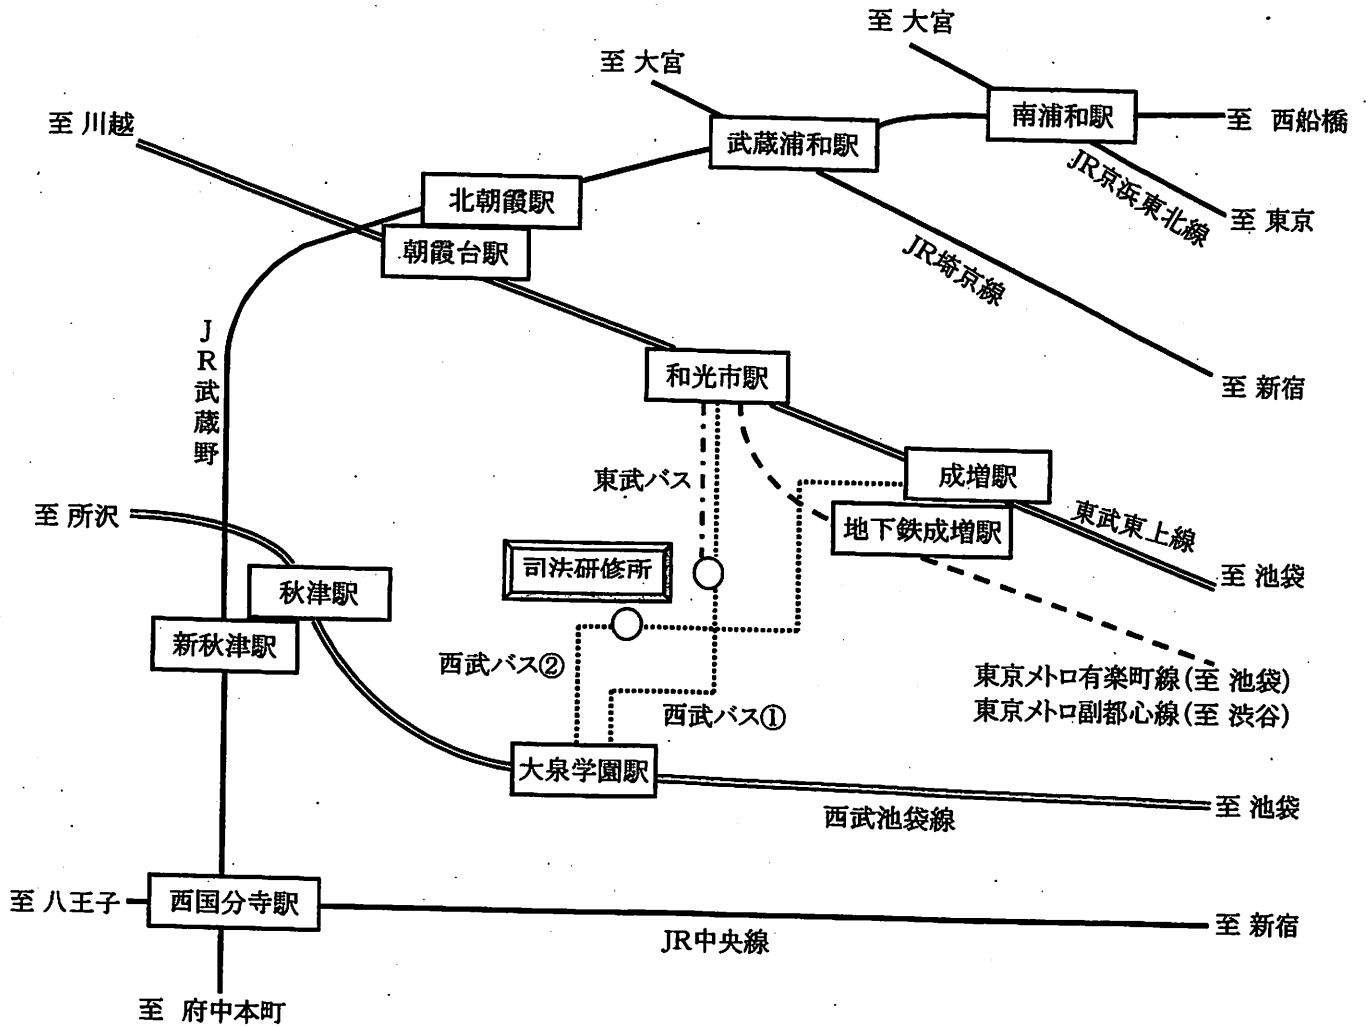 至 大宮
至 大宮
南浦和駅
至 西船橋
至 川越
武蔵浦和駅
JR京浜東北線
北朝霞駅
至 東京
朝霞台駅
JR埼京線
JR武蔵野
和光市駅
至 新宿
成増駅
東武バス
東武東上線
至 所沢
地下鉄成増駅
司法研修所
至 池袋
秋津駅
新秋津駅
西武バス②
東京メトロ有楽町線(至 池袋)
西武バス①
東京メトロ副都心線(至 渋谷)
大泉学園駅
西武池袋線
至 池袋
至 八王子
西国分寺駅
至 新宿
JR中央線
至 府中本町